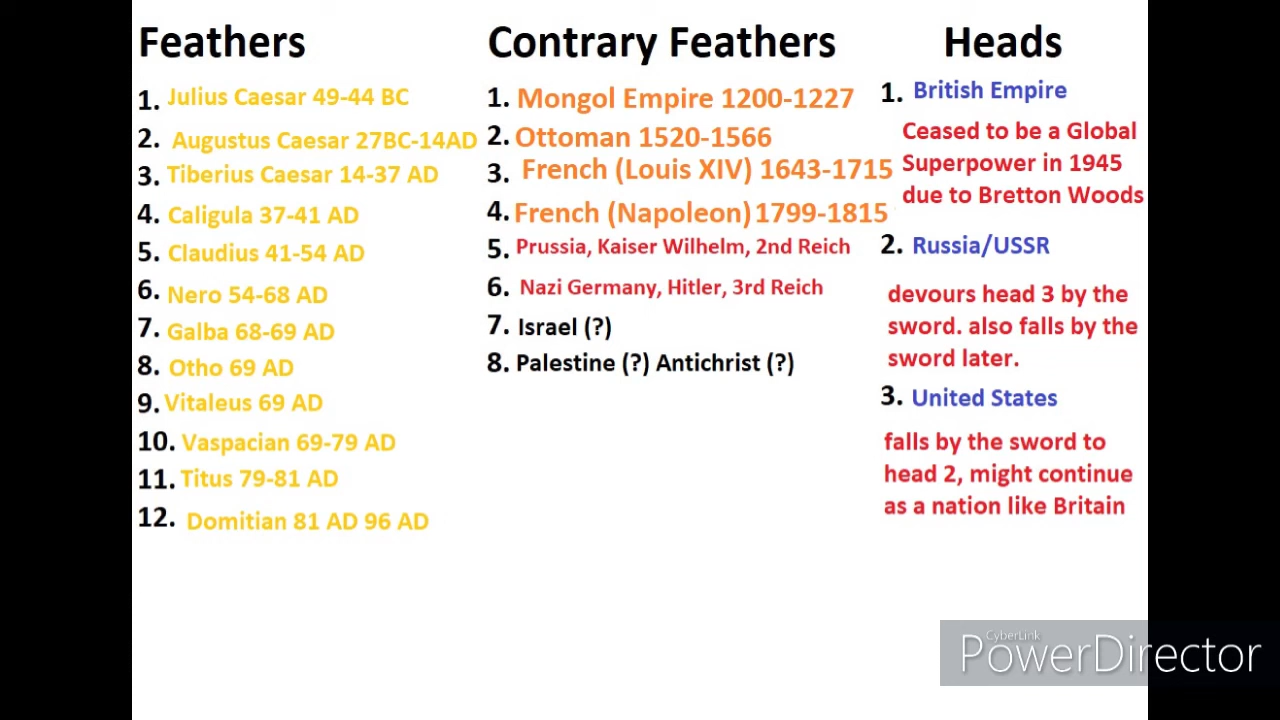 Feathers
1. Julius Caesar 49-44 BC
2. Augustus Caesar 27BC-14AD
3. Tiberius Caesar 14-37 AD
4. Caligula 37-41 AD
5. Claudius 41-54 AD
6. Nero 54-68 AD
7. Galba 68-69 AD
8. Otho 69 AD
9. Vitaleus 69 AD
10. Vaspacian 69-79 AD
11. Titus 79-81 AD
12. Domitian 81 AD 96 AD
Contrary Feathers
1. Mongol Empire 1200-1227
2. Ottoman 1520-1566
3. French (Louis XIV) 1643-1715
4. French (Napoleon) 1799-1815
5. Prussia, Kaiser Wilhelm, 2nd Reich
6. Nazi Germany, Hitler, 3rd Reich
7. Israel (?)
8. Palestine (?) Antichrist (?)
Heads
1. British Empire
Ceased to be a Global
Superpower in 1945
due to Bretton Woods
2. Russia/USSR
devours head 3 by the
sword. also falls by the
sword later.
3. United States
falls by the sword to
head 2, might continue
as a nation like Britain
CyberLink
PowerDirector